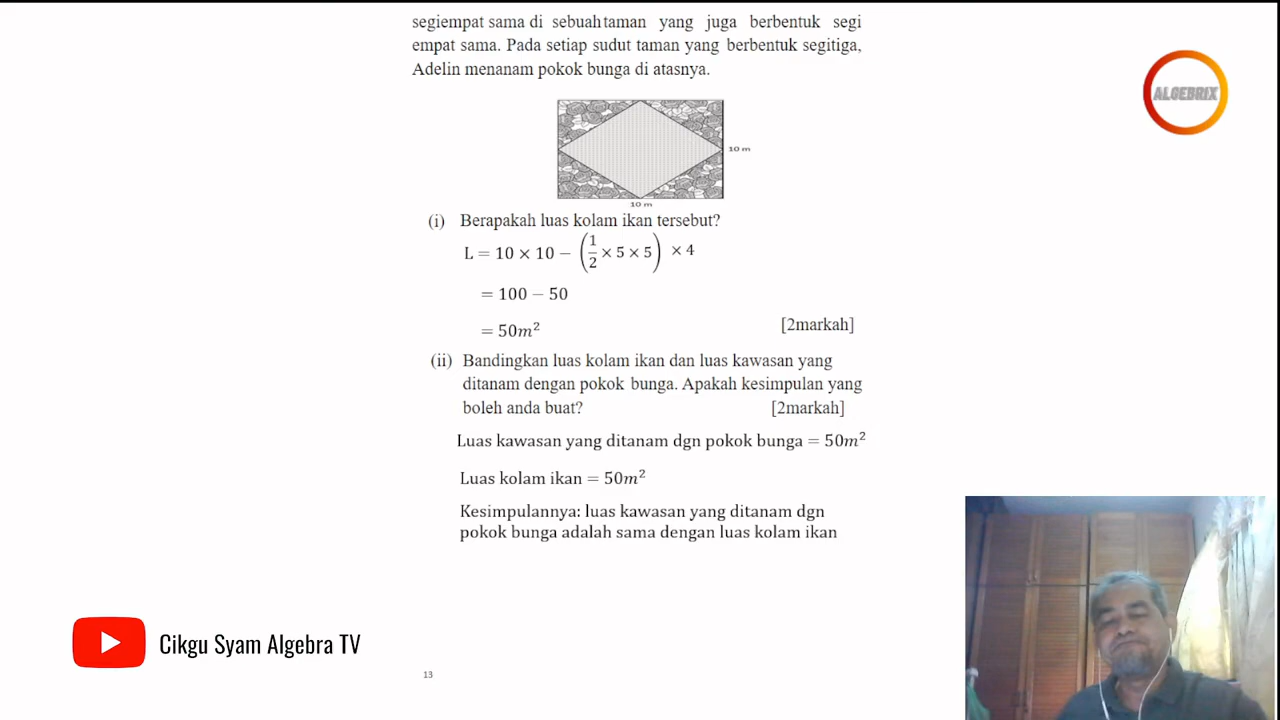 segiempat sama di sebuah taman yang juga berbentuk segi
empat sama. Pada setiap sudut taman yang berbentuk segitiga,
Adelin menanam pokok bunga di atasnya.
ALGEBRIX
10 m
10 m
(i) Berapakah luas kolam ikan tersebut?
L = 10 × 10 − (1/2 × 5 × 5) × 4
= 100 − 50
= 50m²
[2markah]
(ii) Bandingkan luas kolam ikan dan luas kawasan yang
ditanam dengan pokok bunga. Apakah kesimpulan yang
boleh anda buat? [2markah]
Luas kawasan yang ditanam dgn pokok bunga = 50m²
Luas kolam ikan = 50m²
Kesimpulannya: luas kawasan yang ditanam dgn
pokok bunga adalah sama dengan luas kolam ikan
Cikgu Syam Algebra TV
13